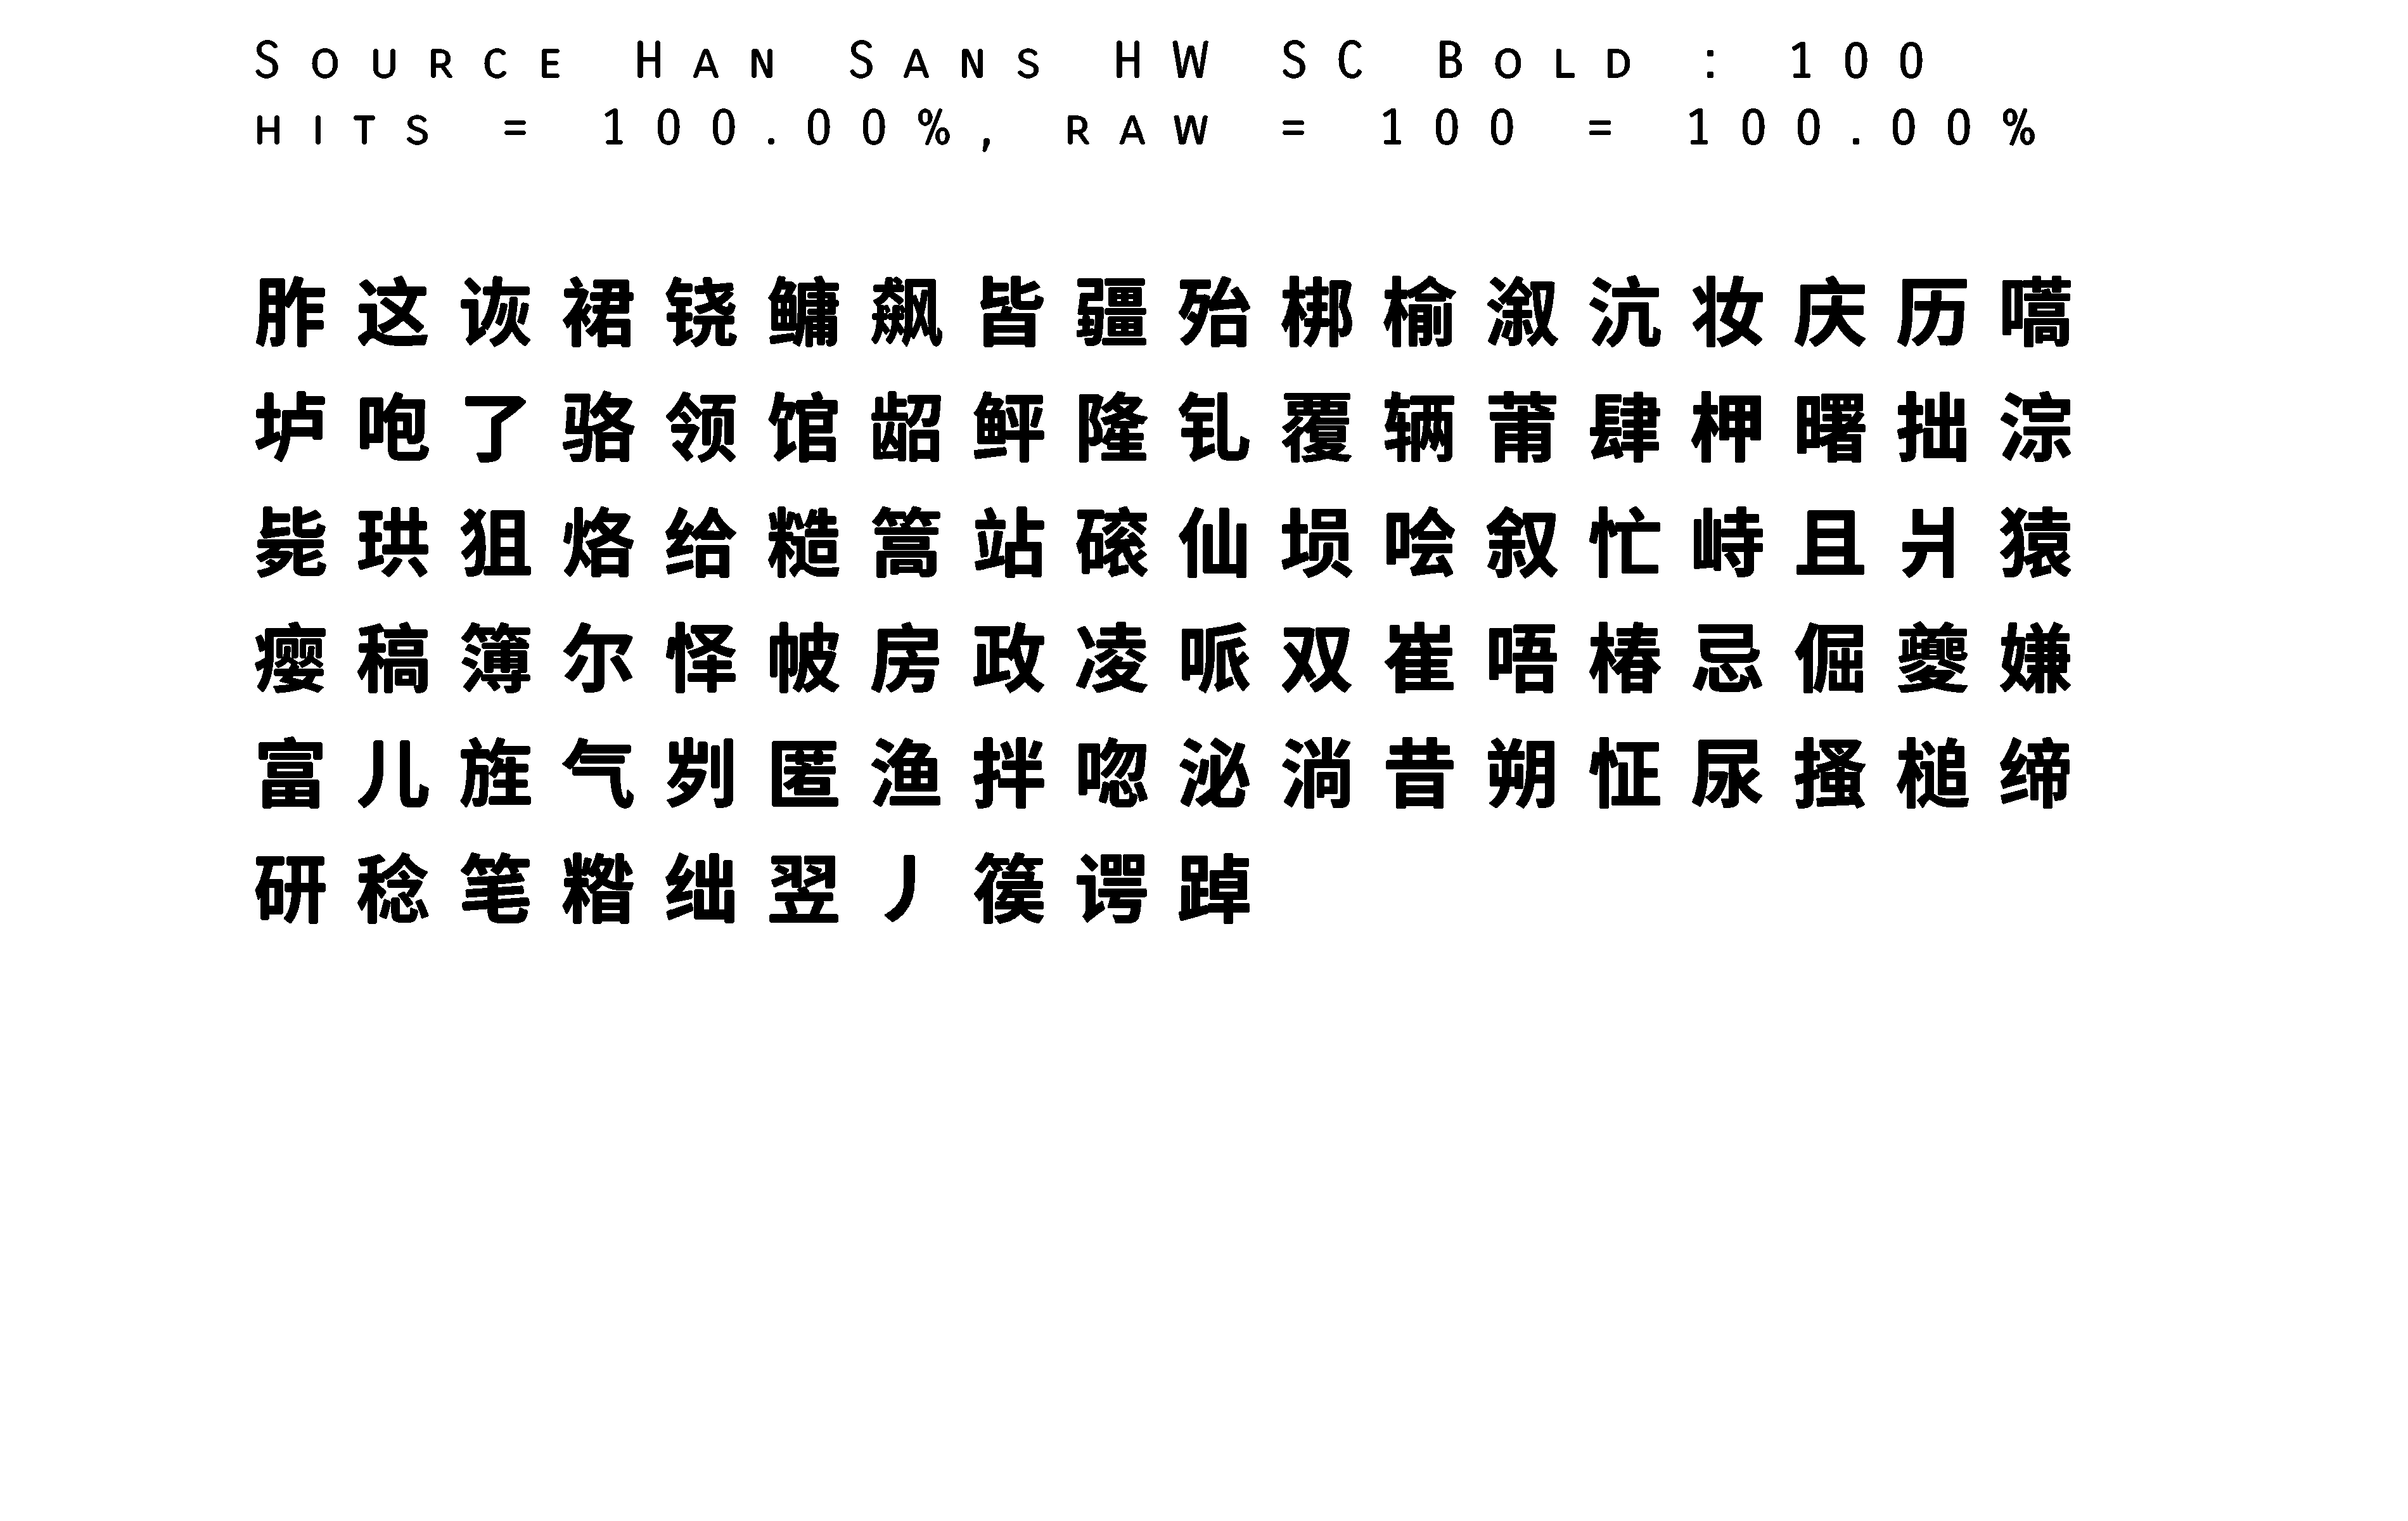 Source Han Sans HW SC Bold : 100
hits = 100.00%, raw = 100 = 100.00%
胙这诙裙铙鳙飙皆疆殆梆榆溆沆妆庆历嚆
垆咆了骆领馆龆鲆隆钆覆辆莆肆柙曙拙淙
毙珙狙烙给糙篙站磙仙埙哙叙忙峙且爿猿
瘿稿簿尔怿帔房政凌哌双崔唔椿忌倔夔嫌
富儿旌气刿匿渔拌唿泌淌昔朔怔尿搔槌缔
研稔笔糌绌翌丿篌谔踔